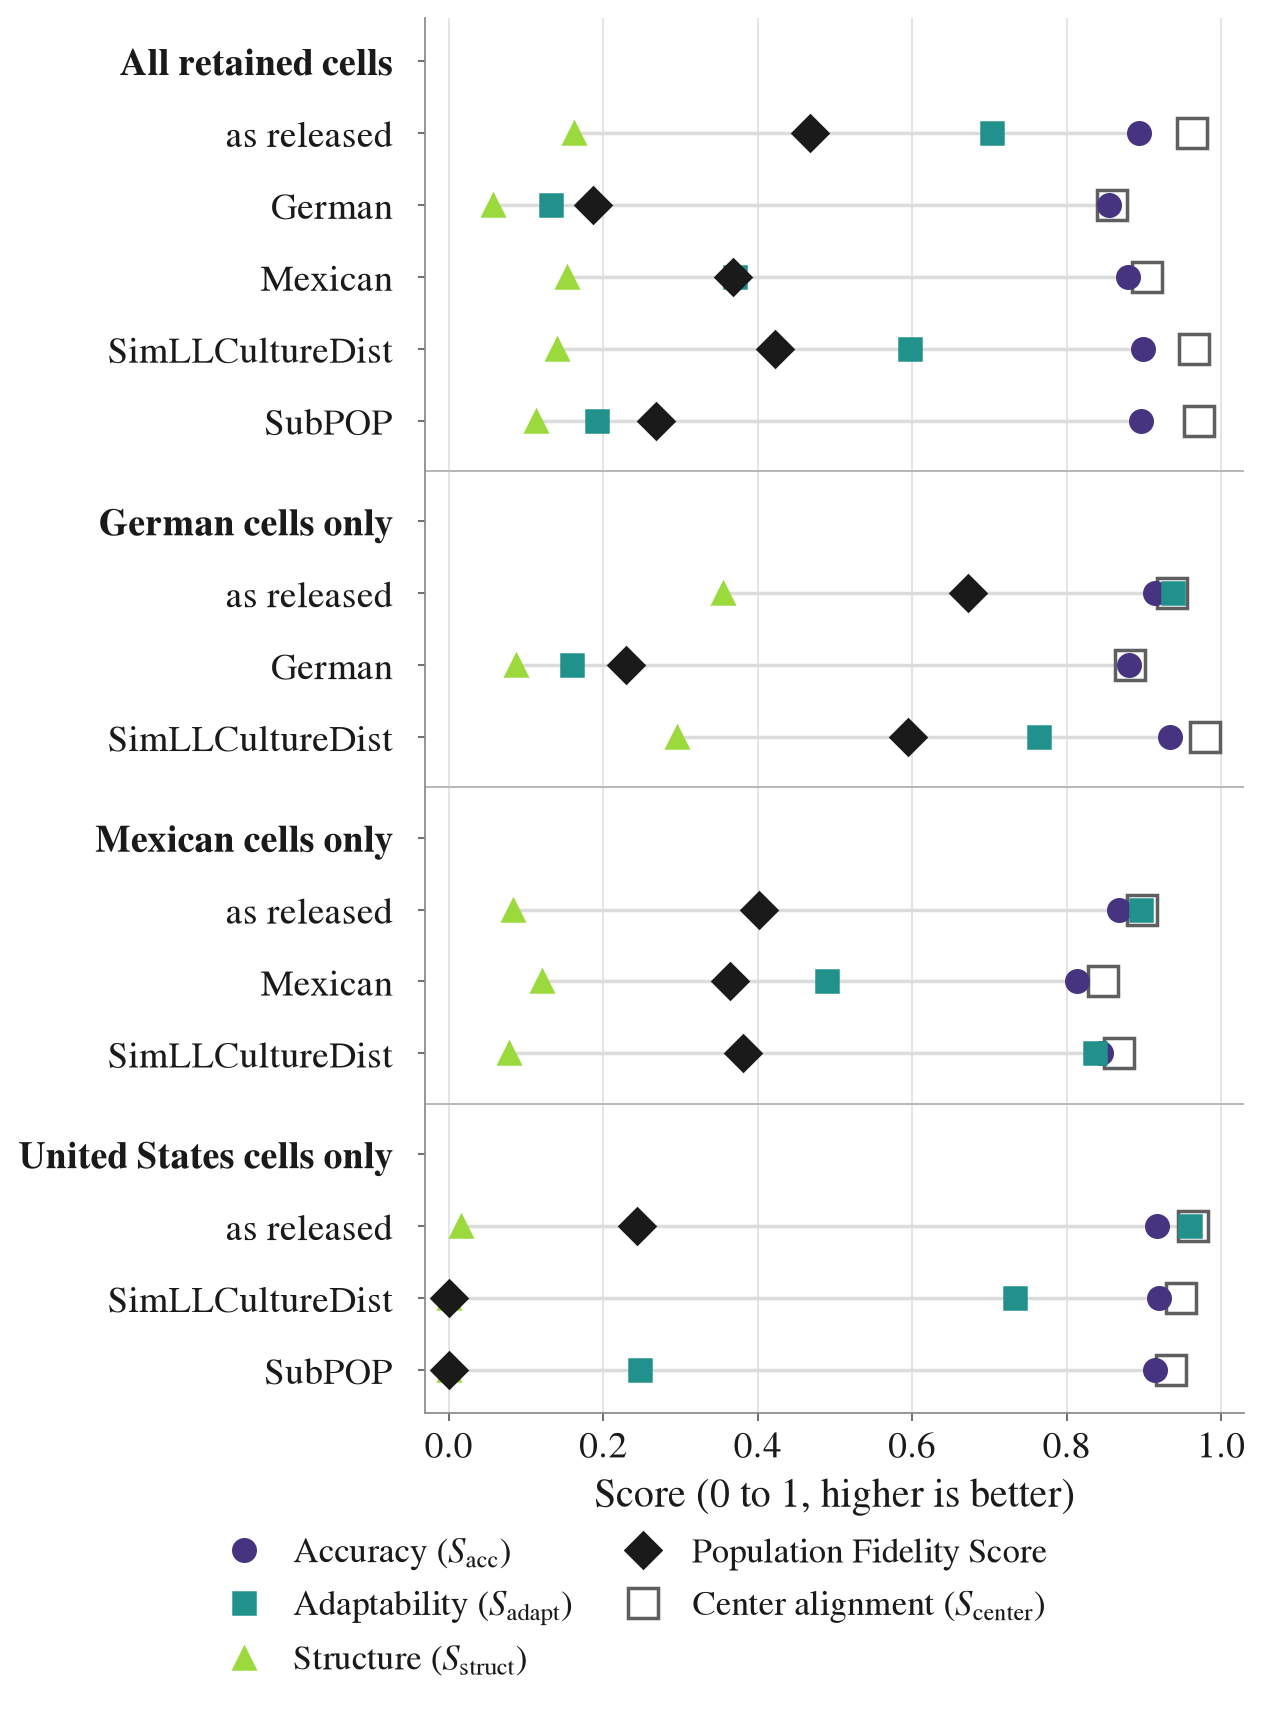 All retained cells
as released
German
Mexican
SimLLCultureDist
SubPOP
German cells only
as released
German
SimLLCultureDist
Mexican cells only
as released
Mexican
SimLLCultureDist
United States cells only
as released
SimLLCultureDist
SubPOP
0.0 0.2 0.4 0.6 0.8 1.0
Score (0 to 1, higher is better)
Accuracy (Sacc) Population Fidelity Score
Adaptability (Sadapt) Center alignment (Scenter)
Structure (Sstruct)